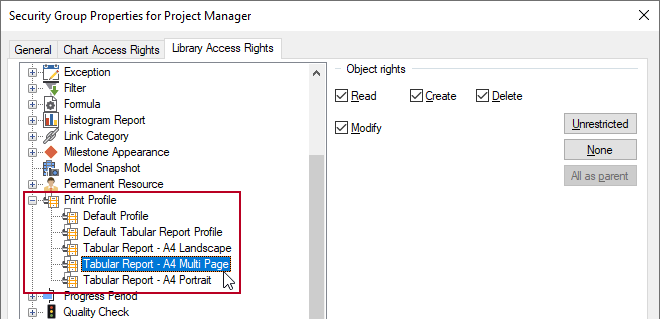 Security Group Properties for Project Manager
General
Chart Access Rights
Library Access Rights
Exception
Filter
Formula
Histogram Report
Link Category
Milestone Appearance
Model Snapshot
Permanent Resource
Print Profile
Default Profile
Default Tabular Report Profile
Tabular Report - A4 Landscape
Tabular Report - A4 Multi Page
Tabular Report - A4 Portrait
Progress Period
Quality Check
Object rights
Read
Create
Delete
Modify
Unrestricted
None
All as parent